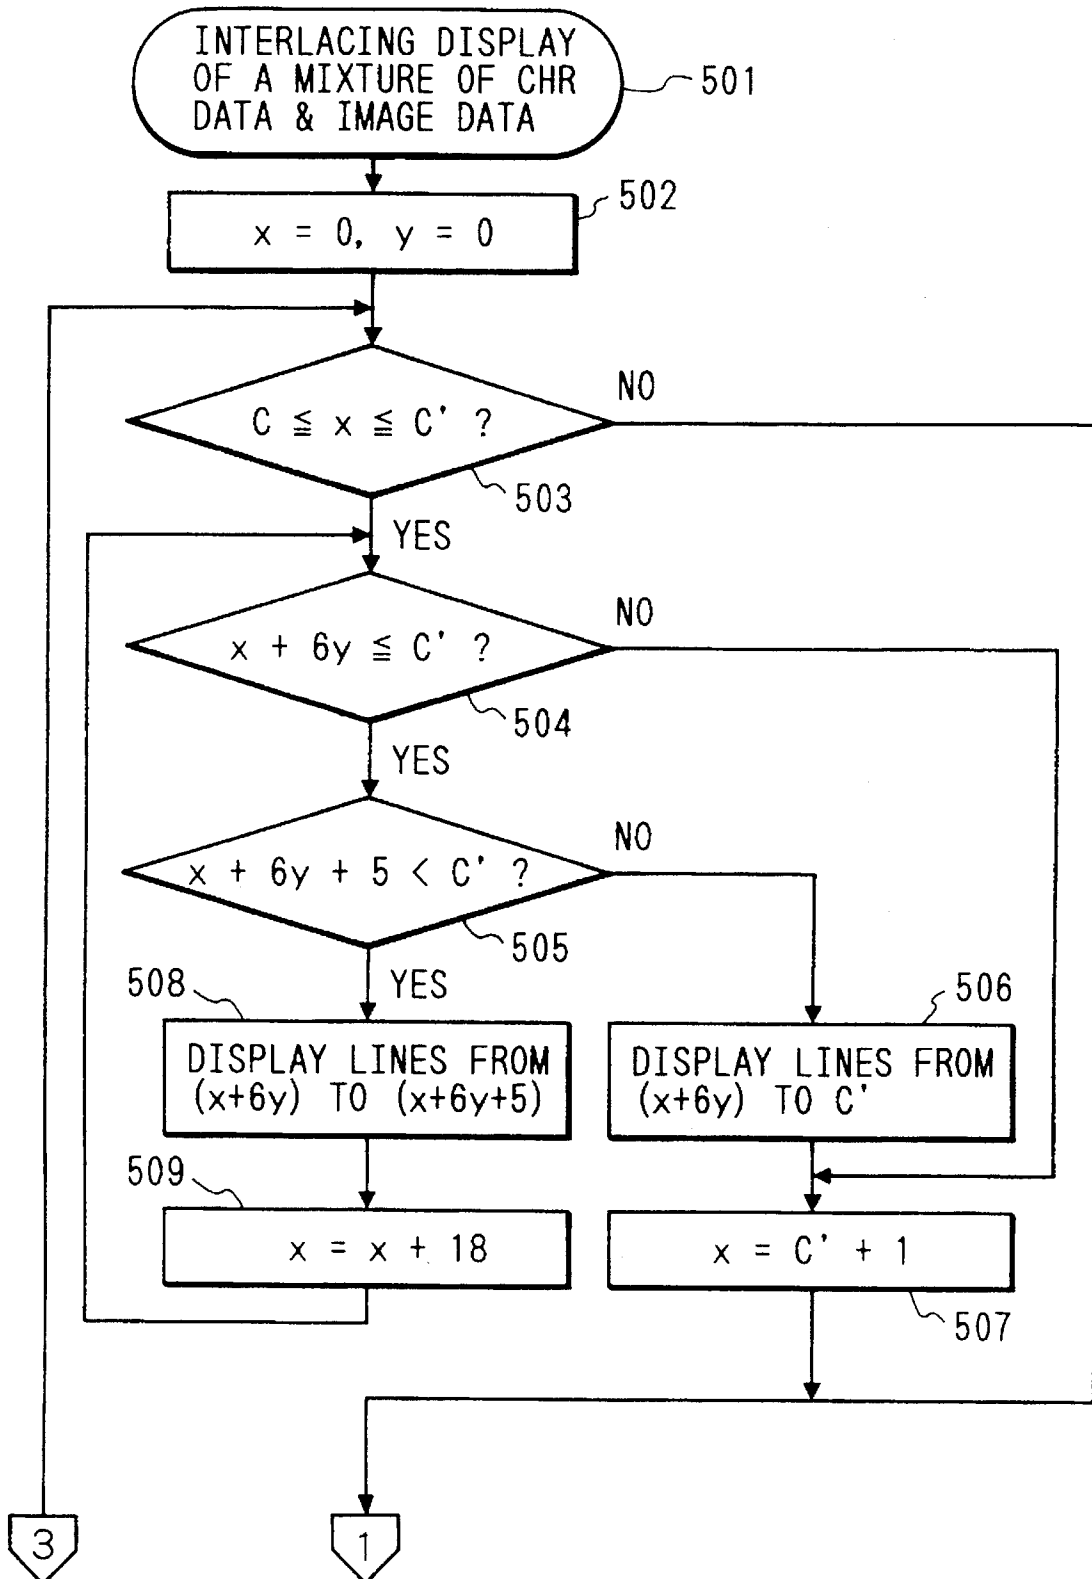 INTERLACING DISPLAY
OF A MIXTURE OF CHR
DATA & IMAGE DATA
501
502
x = 0, y = 0
NO
C ≦ x ≦ C' ?
503
YES
NO
x + 6y ≦ C' ?
504
YES
NO
x + 6y + 5 < C' ?
505
YES
508
506
DISPLAY LINES FROM
(x+6y) TO (x+6y+5)
DISPLAY LINES FROM
(x+6y) TO C'
509
x = x + 18
x = C' + 1
507
3
1